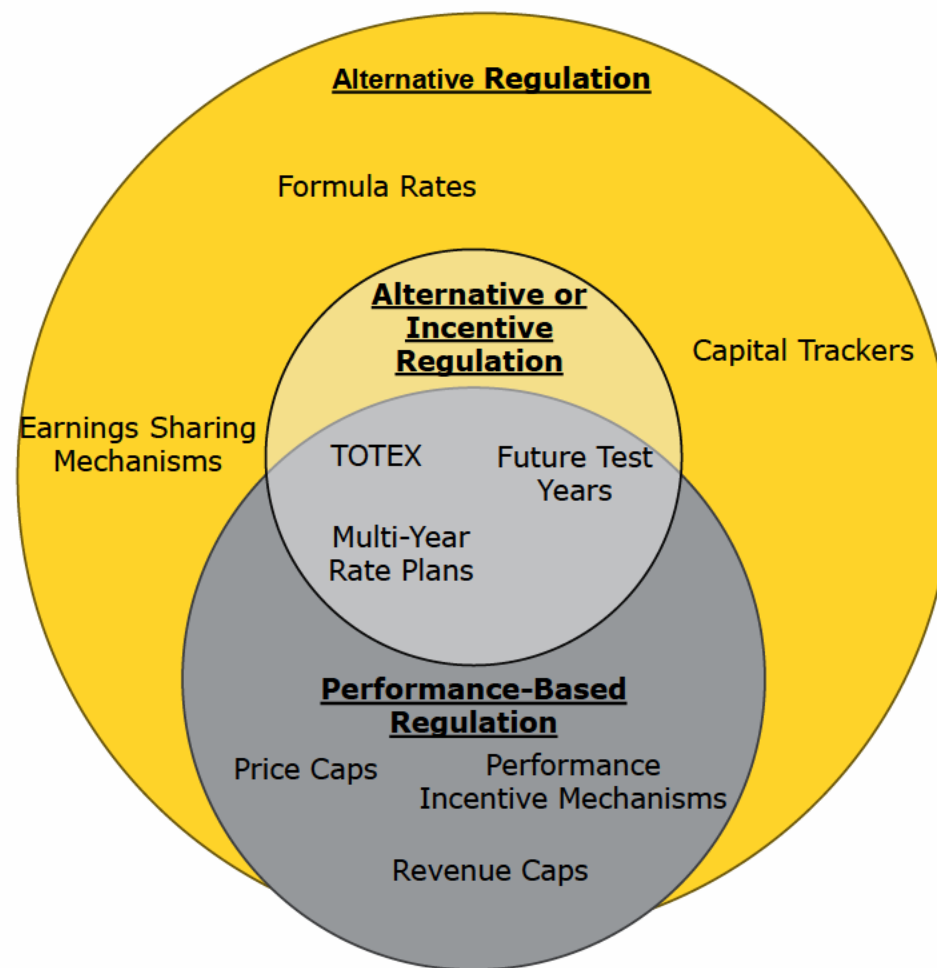 Alternative Regulation
Formula Rates
Alternative or
Incentive
Regulation
Capital Trackers
Earnings Sharing
Mechanisms
TOTEX
Future Test
Years
Multi-Year
Rate Plans
Performance-Based
Regulation
Price Caps
Performance
Incentive Mechanisms
Revenue Caps